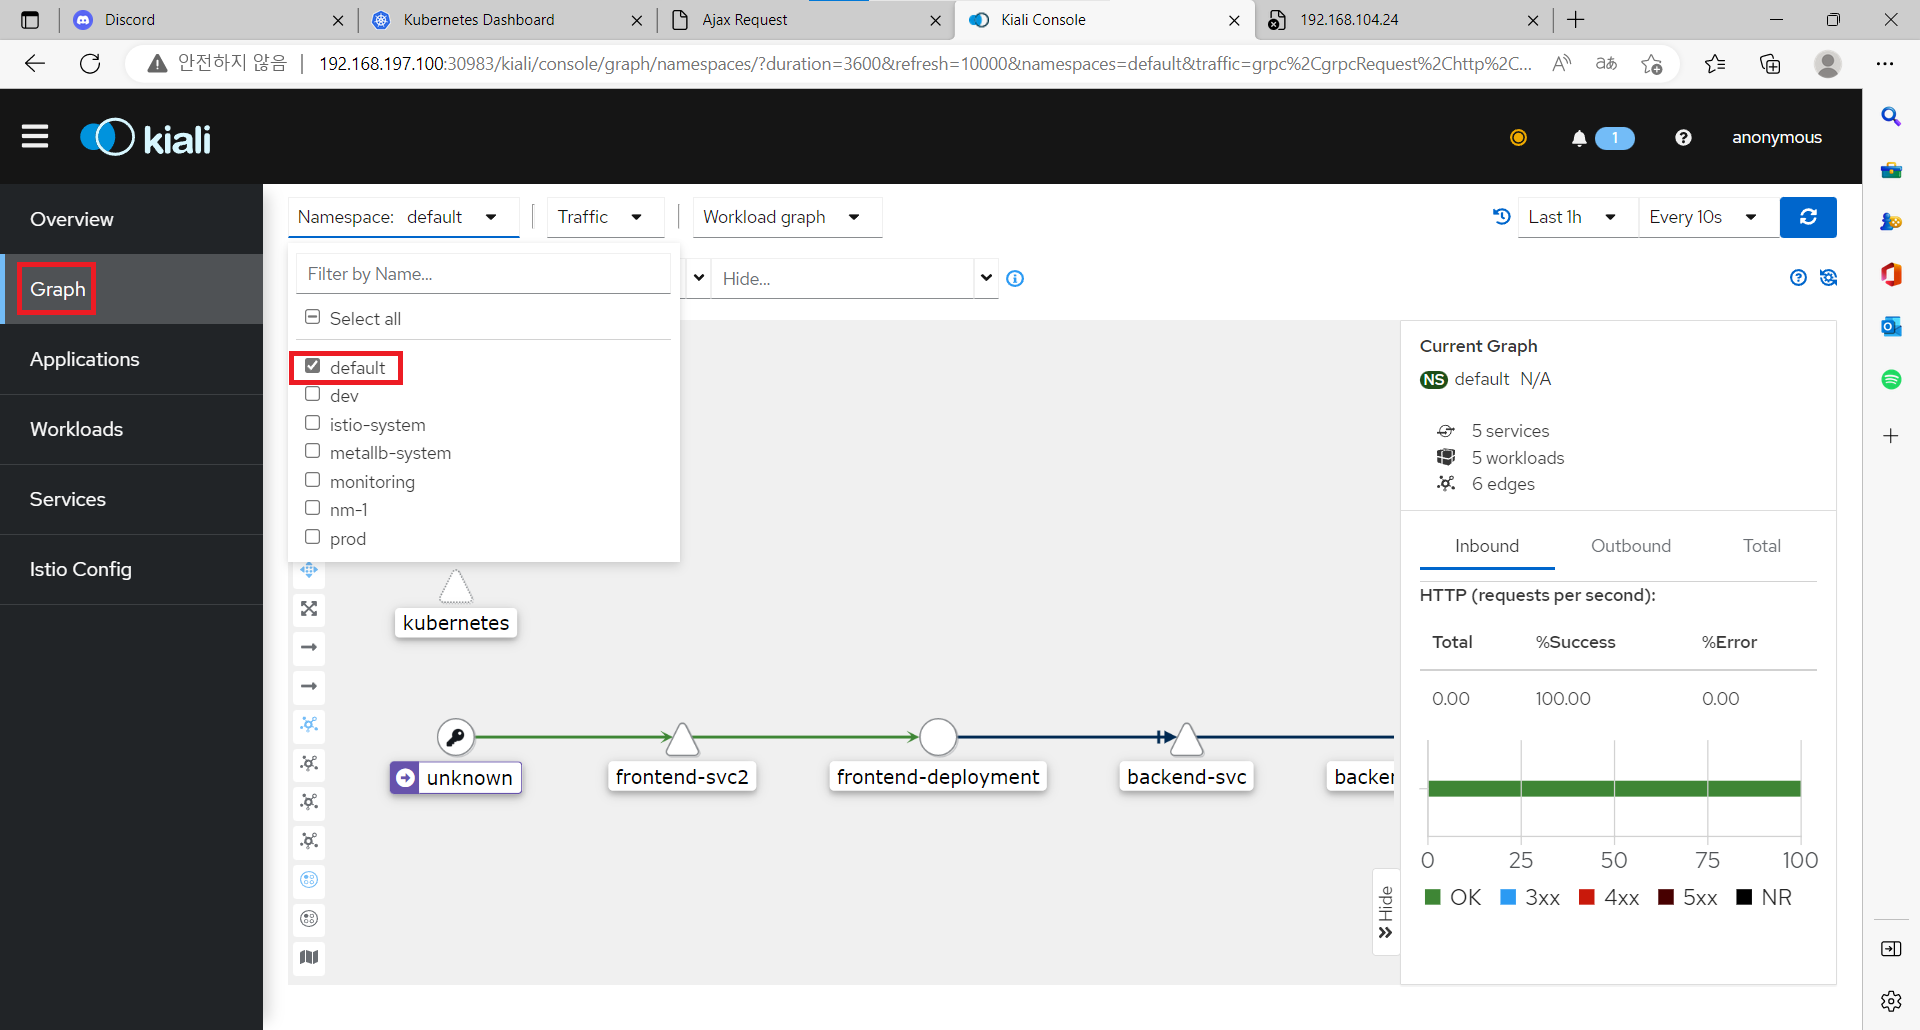 Discord
Kubernetes Dashboard
Ajax Request
Kiali Console
192.168.104.24
안전하지 않음
192.168.197.100:30983/kiali/console/graph/namespaces/?duration=3600&refresh=10000&namespaces=default&traffic=grpc%2CgrpcRequest%2Chttp%2C...
kiali
1
anonymous
Overview
Graph
Applications
Workloads
Services
Istio Config
Namespace: default
Traffic
Workload graph
Last 1h
Every 10s
Filter by Name...
Hide...
Select all
default
dev
istio-system
metallb-system
monitoring
nm-1
prod
kubernetes
unknown
frontend-svc2
frontend-deployment
backend-svc
backen
Current Graph
NS default N/A
5 services
5 workloads
6 edges
Inbound Outbound Total
HTTP (requests per second):
Total %Success %Error
0.00 100.00 0.00
0 25 50 75 100
OK 3xx 4xx 5xx NR
Hide